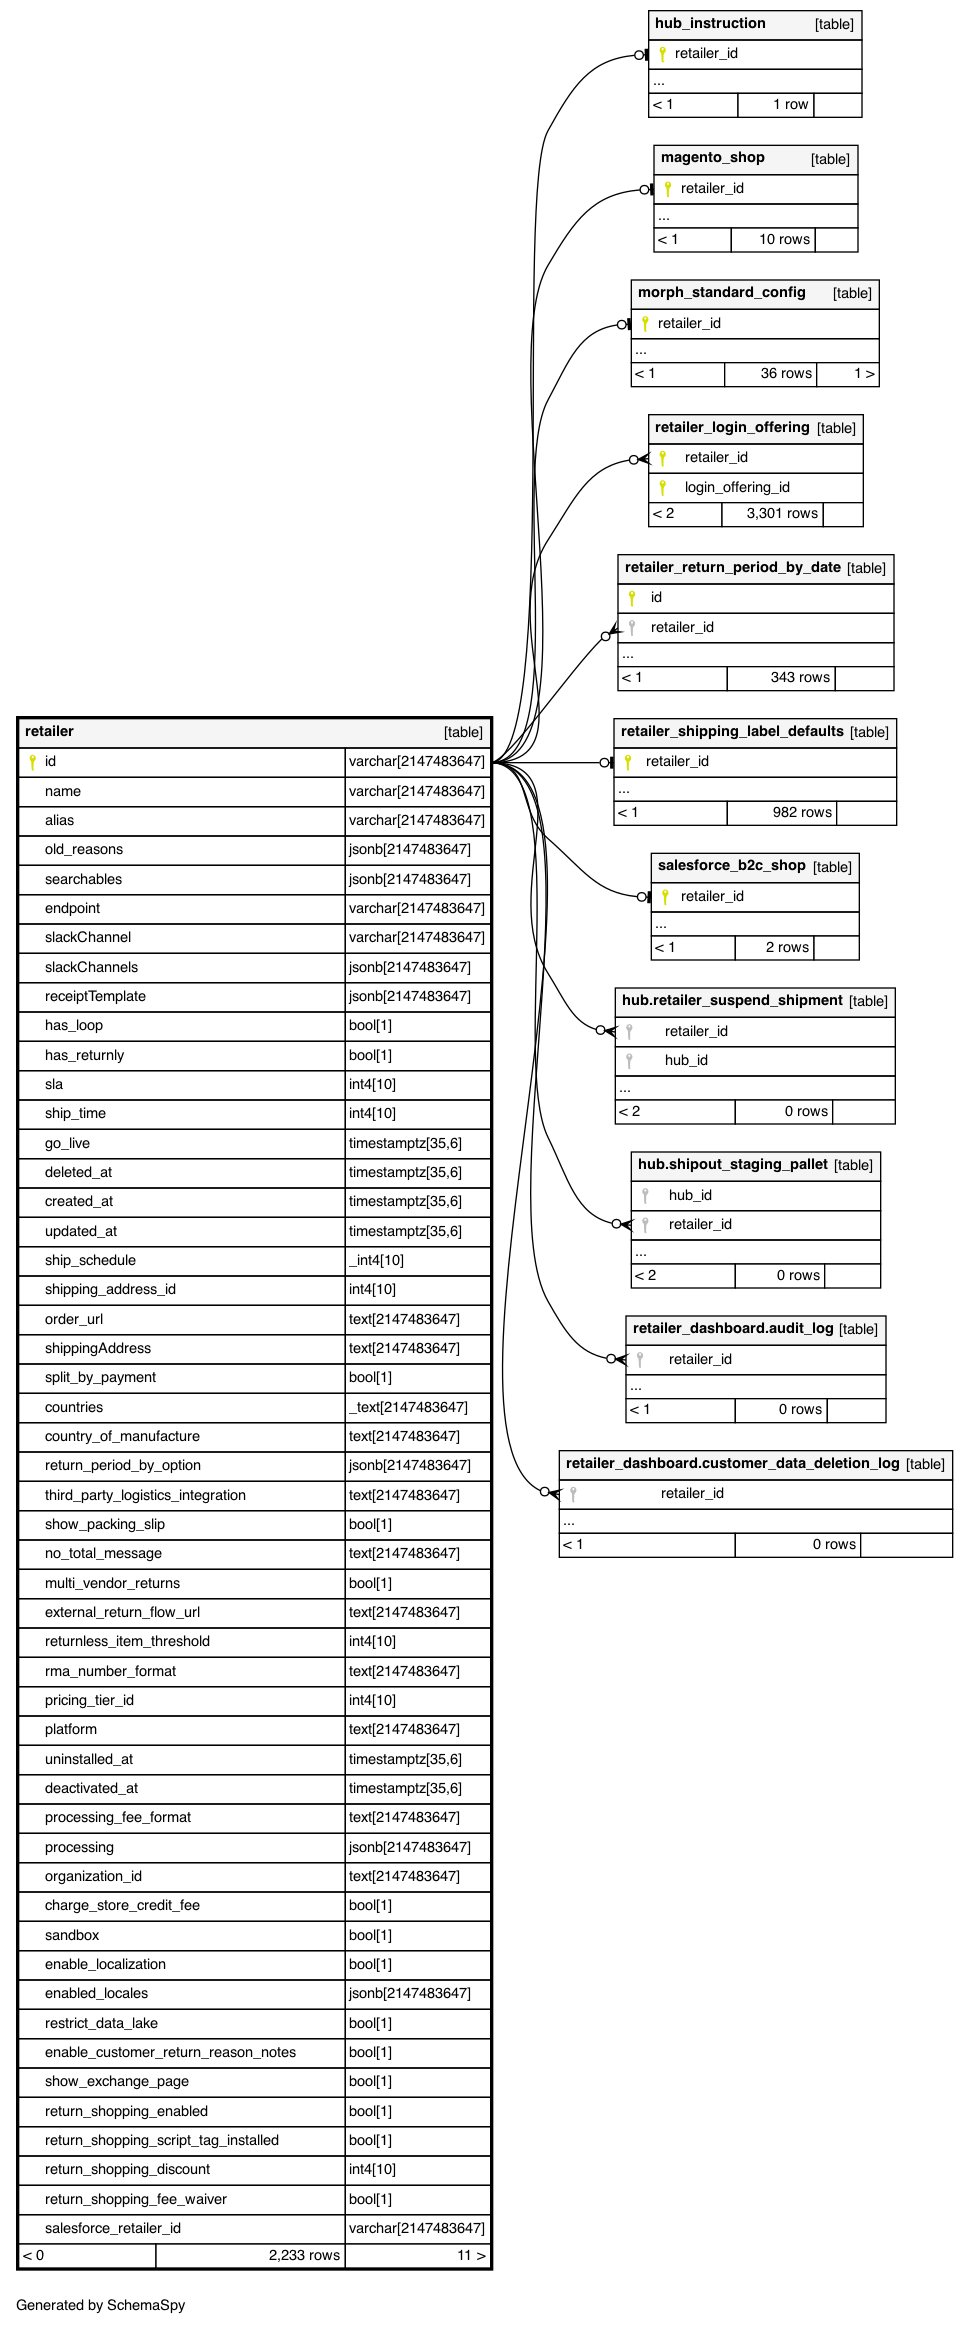 hub_instruction [table]
retailer_id
...
< 1 1 row
magento_shop [table]
retailer_id
...
< 1 10 rows
morph_standard_config [table]
retailer_id
...
< 1 36 rows 1 >
retailer_login_offering [table]
retailer_id
login_offering_id
< 2 3,301 rows
retailer_return_period_by_date [table]
id
retailer_id
...
< 1 343 rows
retailer_shipping_label_defaults [table]
retailer_id
...
< 1 982 rows
salesforce_b2c_shop [table]
retailer_id
...
< 1 2 rows
hub.retailer_suspend_shipment [table]
retailer_id
hub_id
...
< 2 0 rows
hub.shipout_staging_pallet [table]
hub_id
retailer_id
...
< 2 0 rows
retailer_dashboard.audit_log [table]
retailer_id
...
< 1 0 rows
retailer_dashboard.customer_data_deletion_log [table]
retailer_id
...
< 1 0 rows
retailer [table]
id varchar[2147483647]
name varchar[2147483647]
alias varchar[2147483647]
old_reasons jsonb[2147483647]
searchables jsonb[2147483647]
endpoint varchar[2147483647]
slackChannel varchar[2147483647]
slackChannels jsonb[2147483647]
receiptTemplate jsonb[2147483647]
has_loop bool[1]
has_returnly bool[1]
sla int4[10]
ship_time int4[10]
go_live timestamptz[35,6]
deleted_at timestamptz[35,6]
created_at timestamptz[35,6]
updated_at timestamptz[35,6]
ship_schedule _int4[10]
shipping_address_id int4[10]
order_url text[2147483647]
shippingAddress text[2147483647]
split_by_payment bool[1]
countries _text[2147483647]
country_of_manufacture text[2147483647]
return_period_by_option jsonb[2147483647]
third_party_logistics_integration text[2147483647]
show_packing_slip bool[1]
no_total_message text[2147483647]
multi_vendor_returns bool[1]
external_return_flow_url text[2147483647]
returnless_item_threshold int4[10]
rma_number_format text[2147483647]
pricing_tier_id int4[10]
platform text[2147483647]
uninstalled_at timestamptz[35,6]
deactivated_at timestamptz[35,6]
processing_fee_format text[2147483647]
processing jsonb[2147483647]
organization_id text[2147483647]
charge_store_credit_fee bool[1]
sandbox bool[1]
enable_localization bool[1]
enabled_locales jsonb[2147483647]
restrict_data_lake bool[1]
enable_customer_return_reason_notes bool[1]
show_exchange_page bool[1]
return_shopping_enabled bool[1]
return_shopping_script_tag_installed bool[1]
return_shopping_discount int4[10]
return_shopping_fee_waiver bool[1]
salesforce_retailer_id varchar[2147483647]
< 0 2,233 rows 11 >
Generated by SchemaSpy